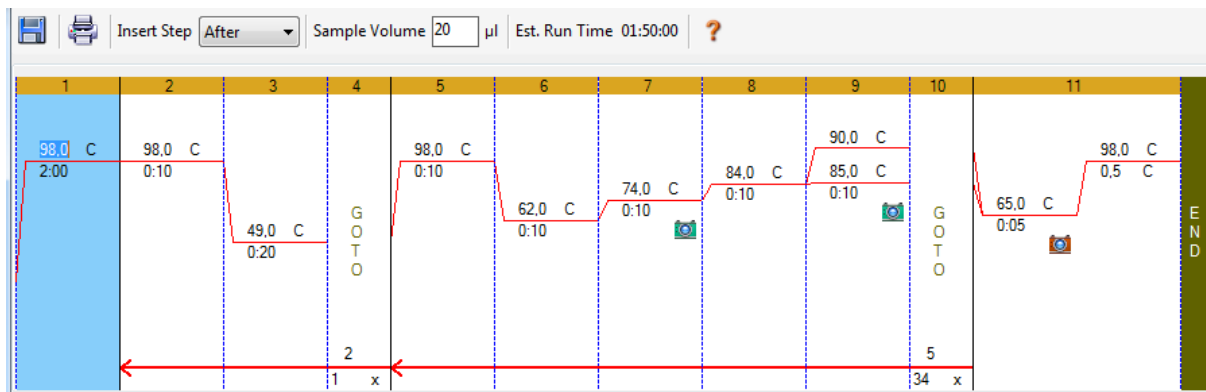 Insert Step After Sample Volume 20 µl Est. Run Time 01:50:00 ?
1 2 3 4 5 6 7 8 9 10 11
98,0 C
2:00
98,0 C
0:10
49,0 C
0:20
GOTO
2
1 x
98,0 C
0:10
62,0 C
0:10
74,0 C
0:10
84,0 C
0:10
90,0 C
85,0 C
0:10
GOTO
5
34 x
65,0 C
0:05
98,0 C
0,5 C
END